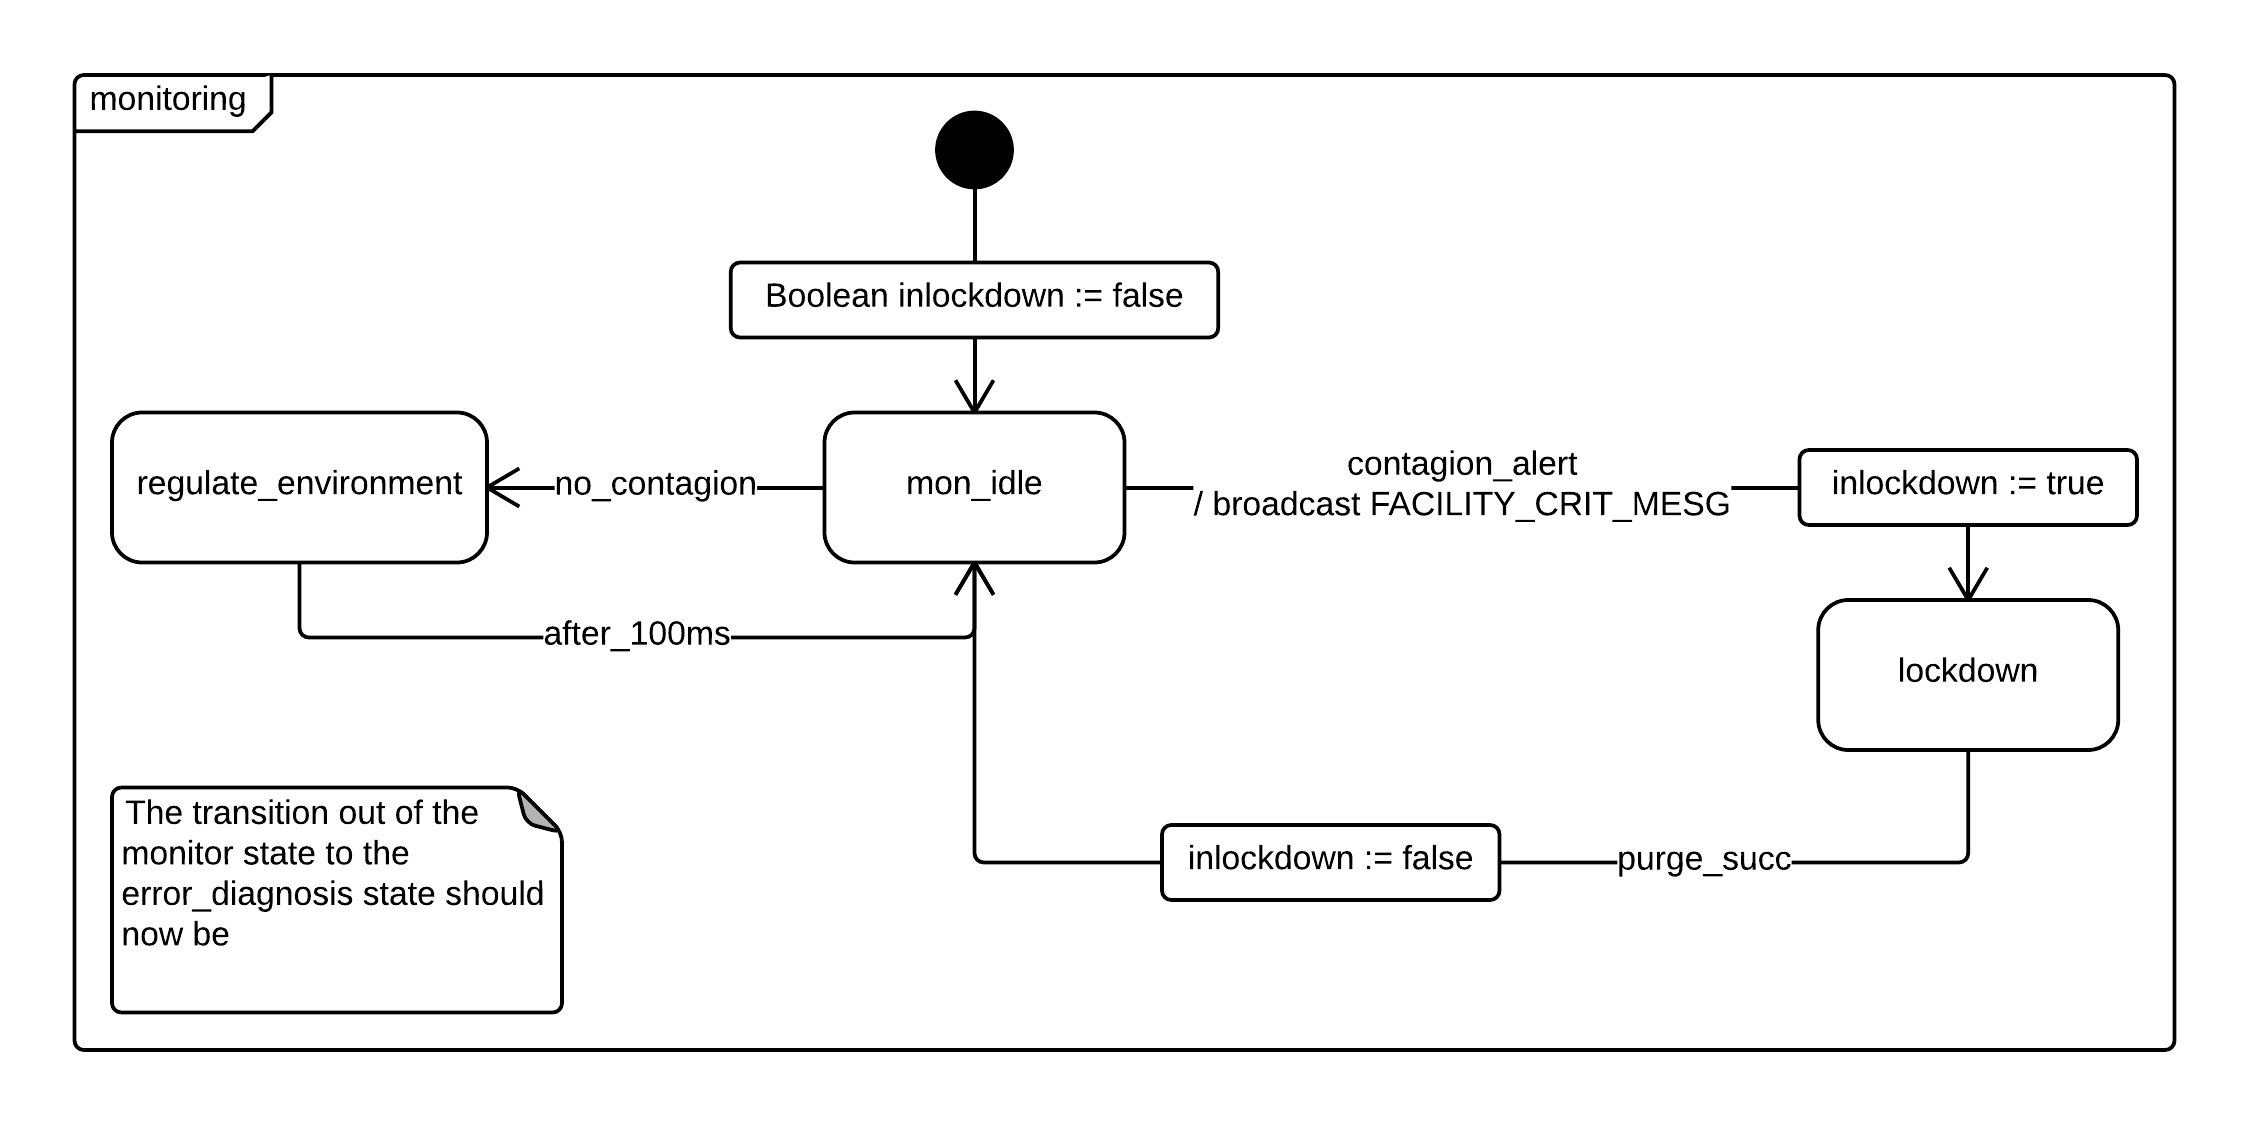 monitoring
Boolean inlockdown := false
regulate_environment
no_contagion
mon_idle
contagion_alert
/ broadcast FACILITY_CRIT_MESG
inlockdown := true
after_100ms
lockdown
The transition out of the
monitor state to the
error_diagnosis state should
now be
inlockdown := false
purge_succ